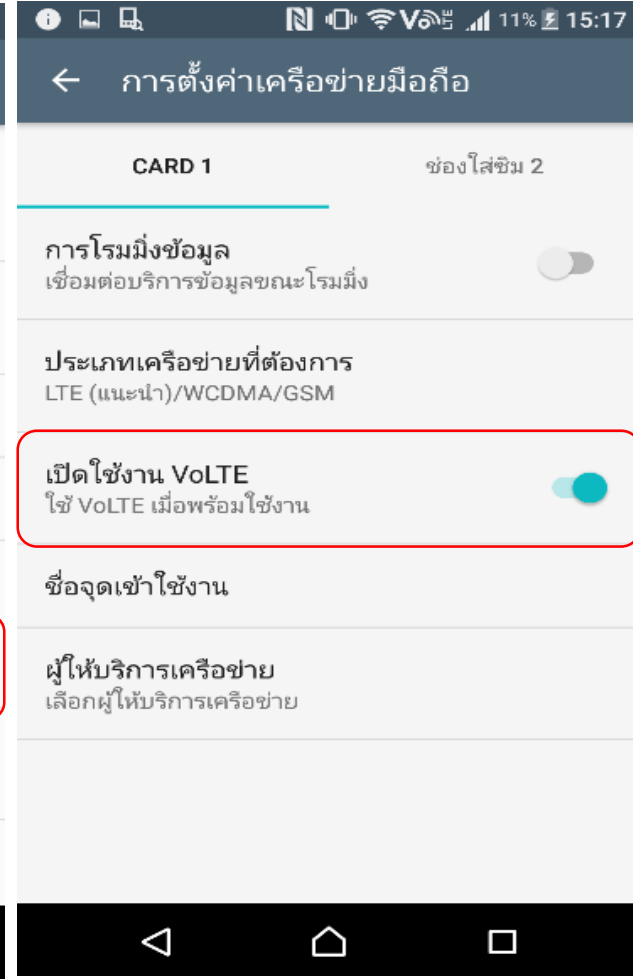 11% 15:17
การตั้งค่าเครือข่ายมือถือ
CARD 1
ช่องใส่ซิม 2
การโรมมิ่งข้อมูล
เชื่อมต่อบริการข้อมูลขณะโรมมิ่ง
ประเภทเครือข่ายที่ต้องการ
LTE (แนะนำ)/WCDMA/GSM
เปิดใช้งาน VoLTE
ใช้ VoLTE เมื่อพร้อมใช้งาน
ชื่อจุดเข้าใช้งาน
ผู้ให้บริการเครือข่าย
เลือกผู้ให้บริการเครือข่าย